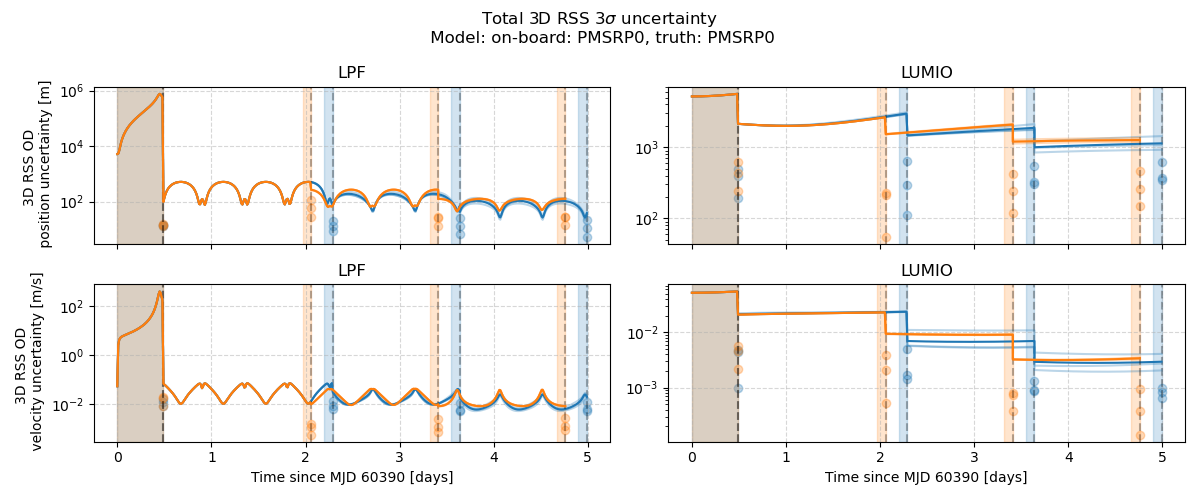 Total 3D RSS 3σ uncertainty
Model: on-board: PMSRP0, truth: PMSRP0
LPF
LUMIO
3D RSS OD
position uncertainty [m]
10^6
10^4
10^2
10^3
10^2
LPF
LUMIO
3D RSS OD
velocity uncertainty [m/s]
10^2
10^0
10^−2
10^−2
10^−3
0 1 2 3 4 5
0 1 2 3 4 5
Time since MJD 60390 [days]
Time since MJD 60390 [days]